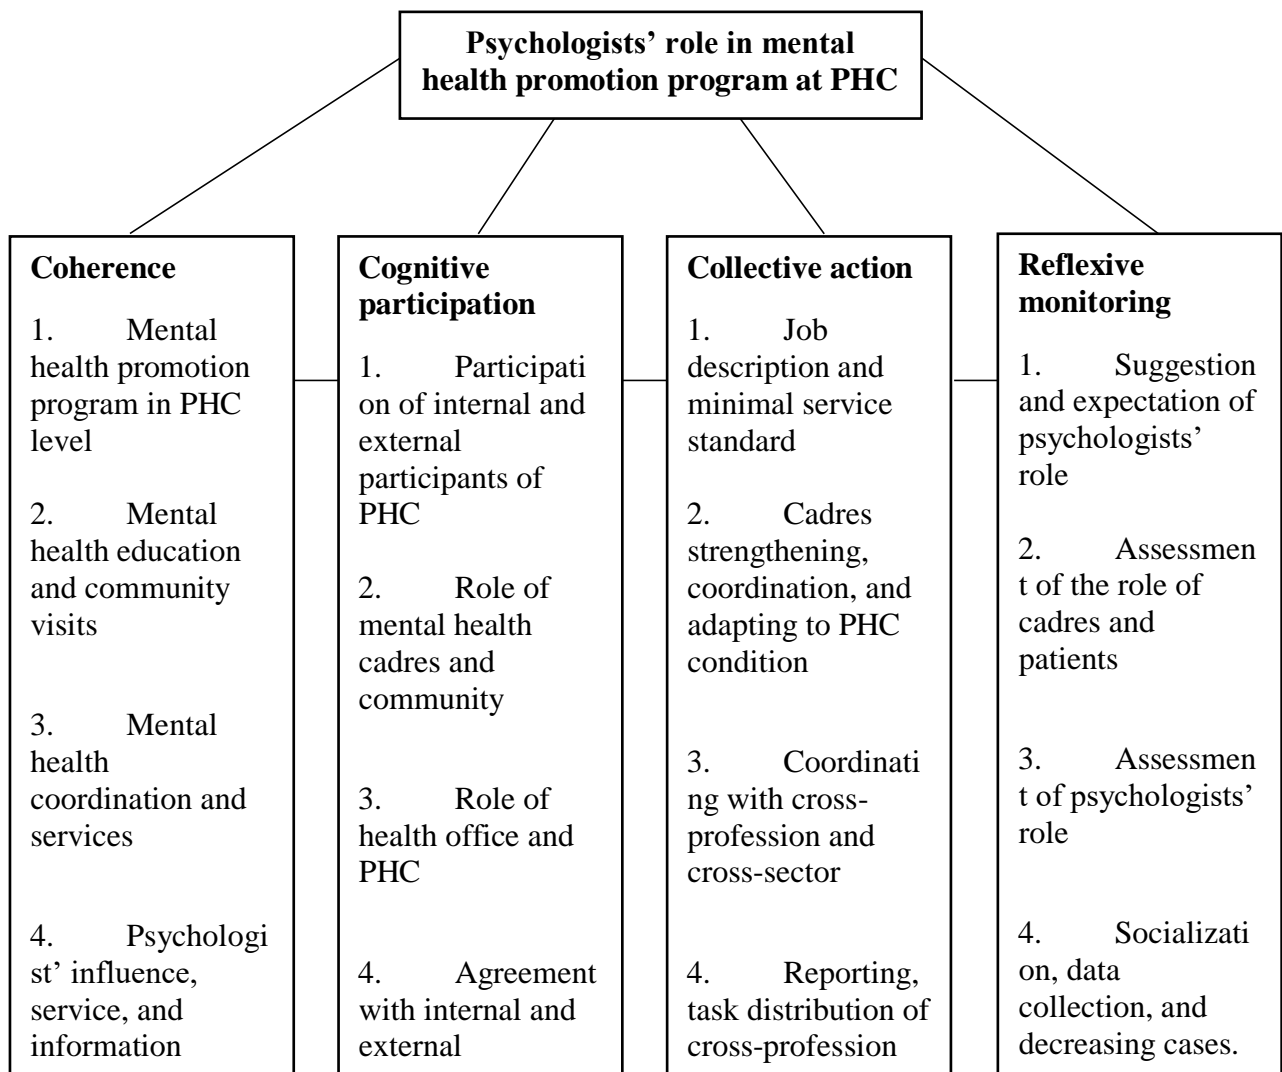 Psychologists’ role in mental
health promotion program at PHC
Coherence
1. Mental
health promotion
program in PHC
level
2. Mental
health education
and community
visits
3. Mental
health
coordination and
services
4. Psychologi
st’ influence,
service, and
information
Cognitive
participation
1. Participati
on of internal and
external
participants of
PHC
2. Role of
mental health
cadres and
community
3. Role of
health office and
PHC
4. Agreement
with internal and
external
Collective action
1. Job
description and
minimal service
standard
2. Cadres
strengthening,
coordination, and
adapting to PHC
condition
3. Coordinati
ng with cross-
profession and
cross-sector
4. Reporting,
task distribution of
cross-profession
Reflexive
monitoring
1. Suggestion
and expectation of
psychologists’
role
2. Assessmen
t of the role of
cadres and
patients
3. Assessmen
t of psychologists’
role
4. Socializati
on, data
collection, and
decreasing cases.